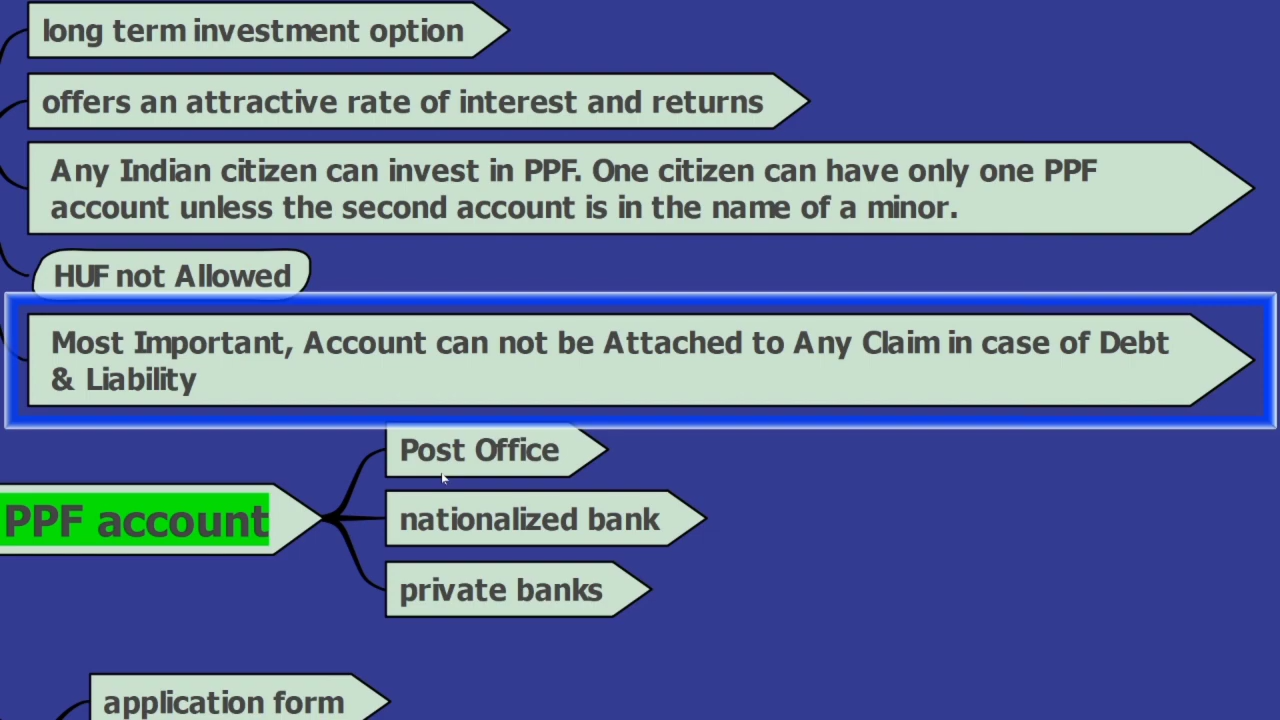 long term investment option
offers an attractive rate of interest and returns
Any Indian citizen can invest in PPF. One citizen can have only one PPF
account unless the second account is in the name of a minor.
HUF not Allowed
Most Important, Account can not be Attached to Any Claim in case of Debt
& Liability
Post Office
PPF account
nationalized bank
private banks
application form